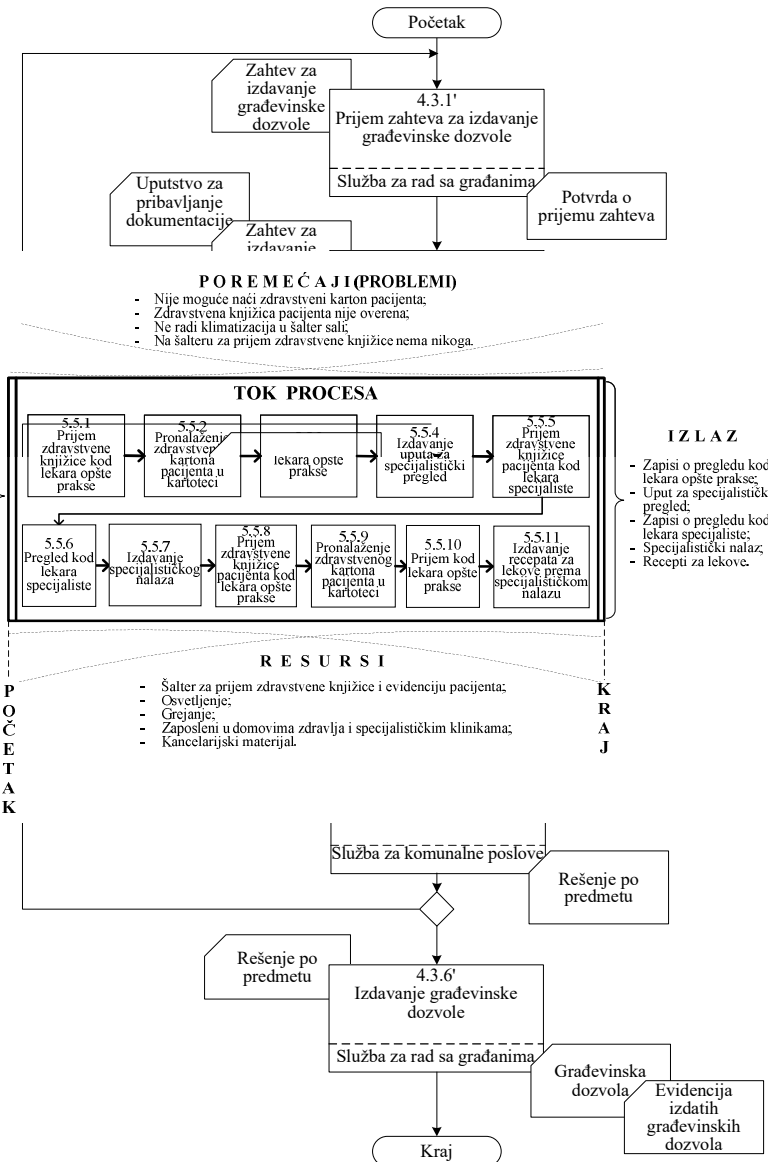 Početak
Zahtev za
izdavanje
građevinske
dozvole
4.3.1'
Prijem zahteva za izdavanje
građevinske dozvole
Služba za rad sa građanima
Potvrda o
prijemu zahteva
Uputstvo za
pribavljanje
dokumentacije
Zahtev za
izdavanje
P O R E M E Ć A J I (PROBLEMI)
- Nije moguće naći zdravstveni karton pacijenta;
- Zdravstvena knjižica pacijenta nije overena;
- Ne radi klimatizacija u šalter sali;
- Na šalteru za prijem zdravstvene knjižice nema nikoga.
TOK PROCESA
5.5.1
Prijem
zdravstvene
knjižice kod
lekara opšte
prakse
5.5.2
Pronalaženje
zdravstvenog
kartona
pacijenta u
kartoteci
lekara opšte
prakse
5.5.4
Izdavanje
uputa za
specijalistički
pregled
5.5.5
Prijem
zdravstvene
knjižice
pacijenta kod
lekara
specijaliste
5.5.6
Pregled kod
lekara
specijaliste
5.5.7
Izdavanje
specijalističkog
nalaza
5.5.8
Prijem
zdravstvene
knjižice
pacijenta kod
lekara opšte
prakse
5.5.9
Pronalaženje
zdravstvenog
kartona
pacijenta u
kartoteci
5.5.10
Prijem kod
lekara opšte
prakse
5.5.11
Izdavanje
recepata za
lekove prema
specijalističkom
nalazu
I Z L A Z
- Zapisi o pregledu kod
lekara opšte prakse;
- Uput za specijalistick
pregled;
- Zapisi o pregledu kod
lekara specijaliste;
- Specijalistički nalaz;
- Recepti za lekove.
R E S U R S I
- Šalter za prijem zdravstvene knjižice i evidenciju pacijenta;
- Osvetljenje;
- Grejanje;
- Zaposleni u domovima zdravlja i specijalističkim klinikama;
- Kancelarijski materijal.
P
O
Č
E
T
A
K
K
R
A
J
Služba za komunalne poslove
Rešenje po
predmetu
Rešenje po
predmetu
4.3.6'
Izdavanje građevinske
dozvole
Služba za rad sa građanima
Građevinska
dozvola
Evidencija
izdatih
građevinskih
dozvola
Kraj